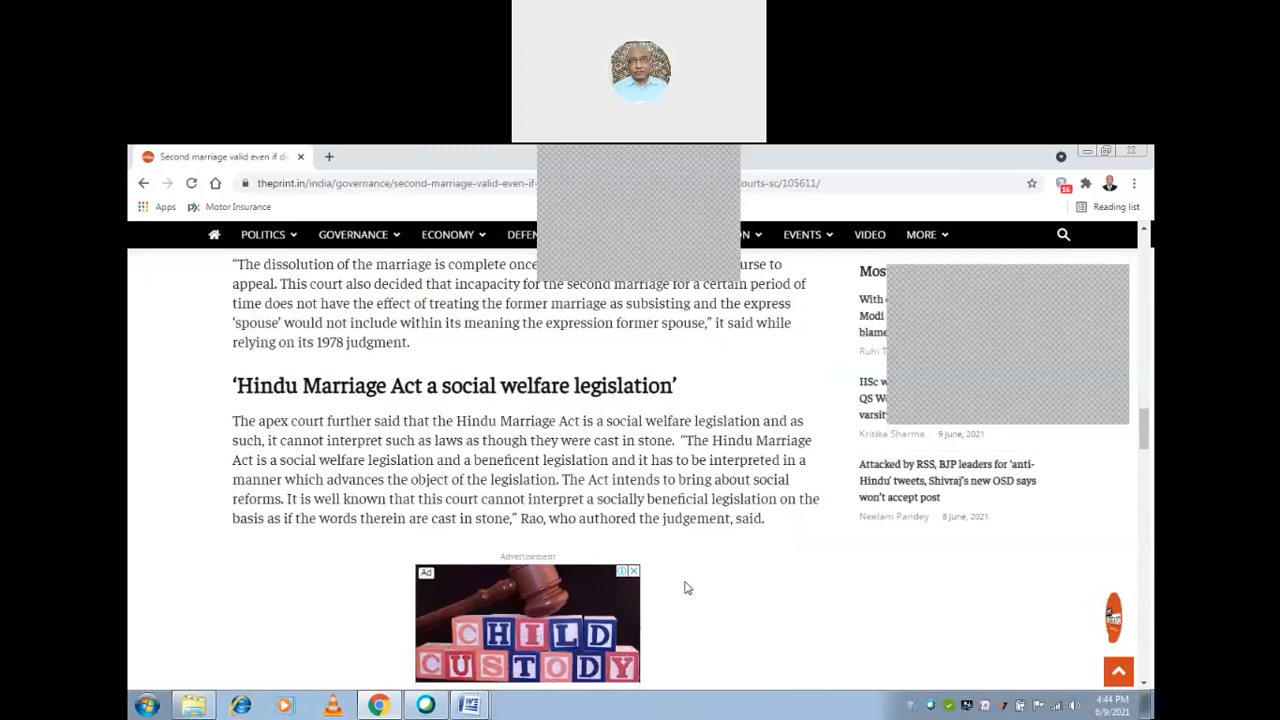 Second marriage valid even if di
theprint.in/india/governance/second-marriage-valid-even-if- ourts-sc/105611/
16
Apps Motor Insurance Reading list
POLITICS GOVERNANCE ECONOMY EVENTS VIDEO MORE
“The dissolution of the marriage is complete once
appeal. This court also decided that incapacity for the second marriage for a certain period of
time does not have the effect of treating the former marriage as subsisting and the express
‘spouse’ would not include within its meaning the expression former spouse,” it said while
relying on its 1978 judgment.
‘Hindu Marriage Act a social welfare legislation’
The apex court further said that the Hindu Marriage Act is a social welfare legislation and as
such, it cannot interpret such as laws as though they were cast in stone. “The Hindu Marriage
Act is a social welfare legislation and a beneficent legislation and it has to be interpreted in a
manner which advances the object of the legislation. The Act intends to bring about social
reforms. It is well known that this court cannot interpret a socially beneficial legislation on the
basis as if the words therein are cast in stone,” Rao, who authored the judgement, said.
Advertisement
Ad
CHILD
CUSTODY
With
Modi
blame
Ruhi T
IISc w
QS W
varsit
Kritika Sharma - 9 June, 2021
Attacked by RSS, BJP leaders for ‘anti-
Hindu’ tweets, Shivraj’s new OSD says
won’t accept post
Neelam Pandey - 8 June, 2021
4:44 PM
6/9/2021